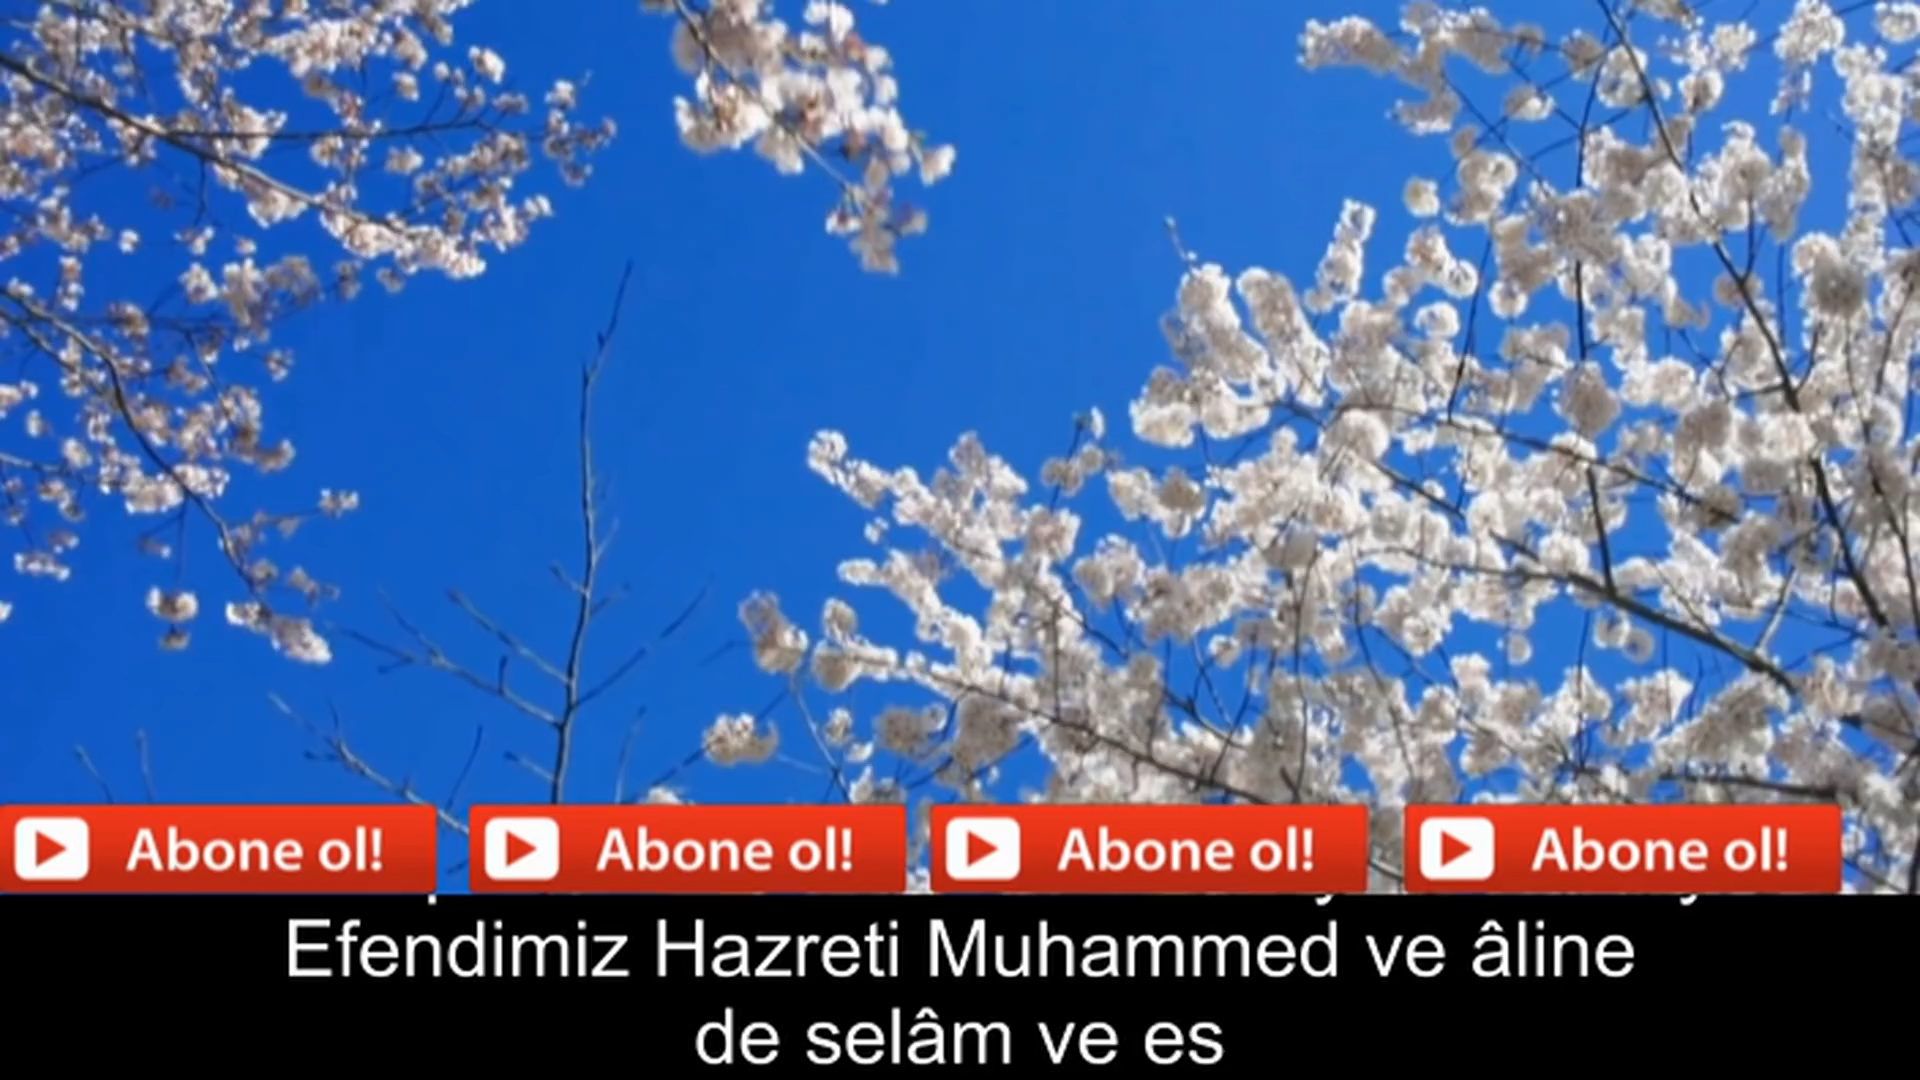 Abone ol! Abone ol! Abone ol! Abone ol!
Efendimiz Hazreti Muhammed ve âline
de selâm ve es